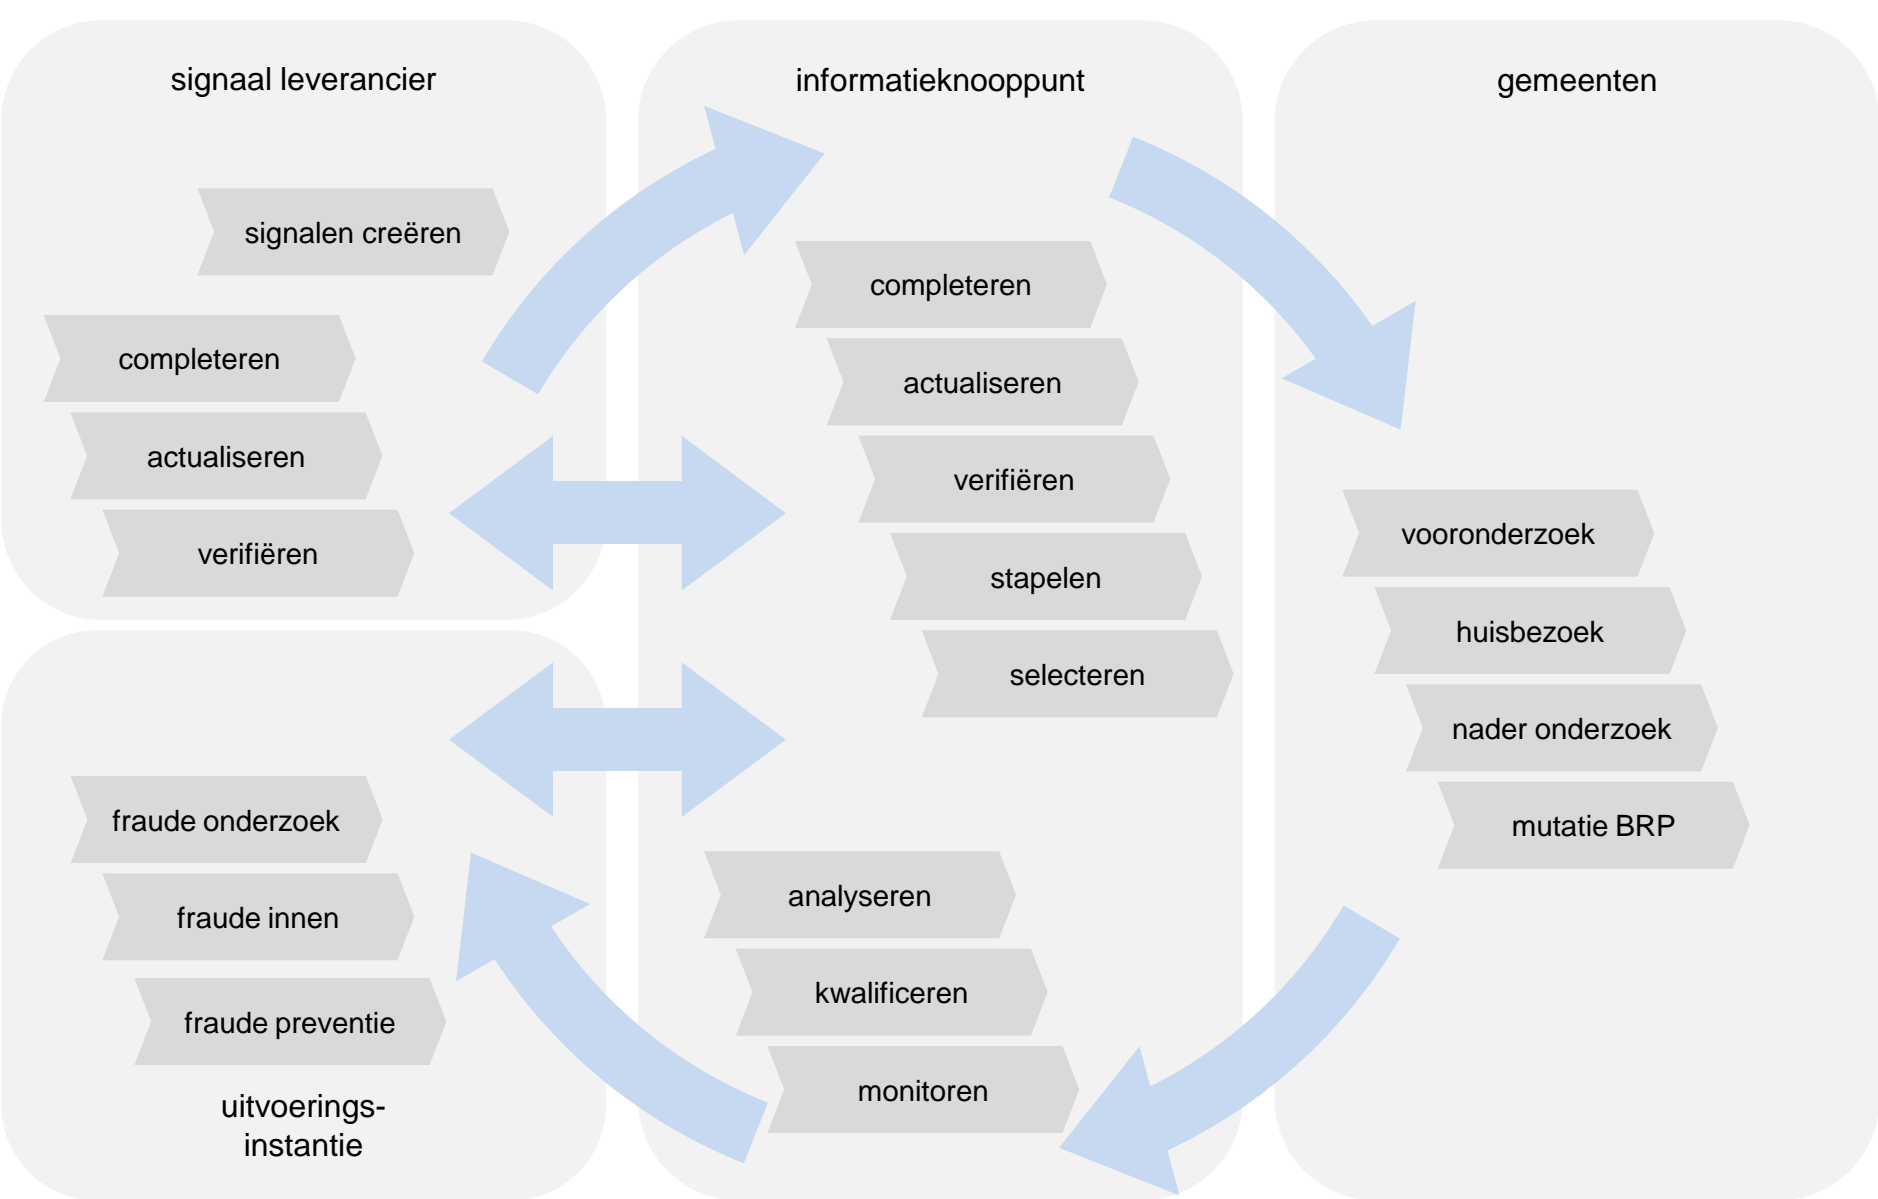 signaal leverancier
signalen creëren
completeren
actualiseren
verifiëren
fraude onderzoek
fraude innen
fraude preventie
uitvoerings-
instantie
informatieknooppunt
completeren
actualiseren
verifiëren
stapelen
selecteren
analyseren
kwalificeren
monitoren
gemeenten
vooronderzoek
huisbezoek
nader onderzoek
mutatie BRP